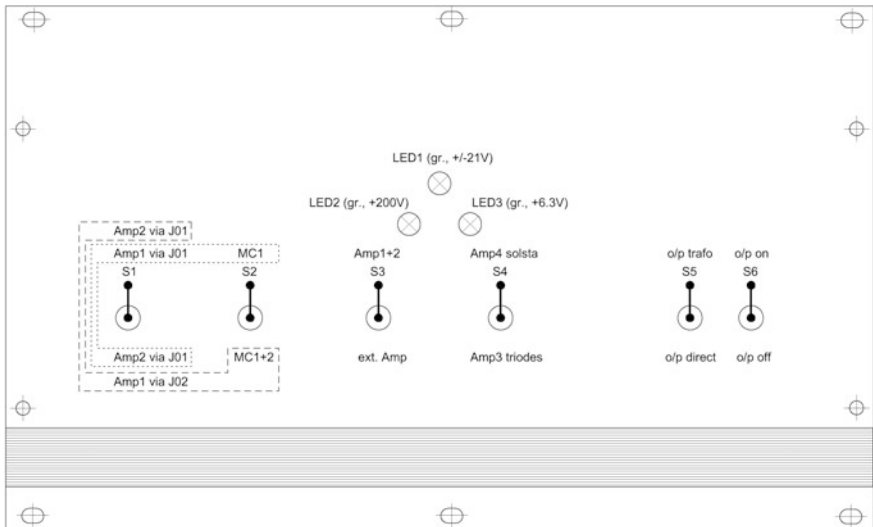 LED1 (gr., +/-21V)
LED2 (gr., +200V)
LED3 (gr., +6.3V)
Amp2 via J01
Amp1 via J01
MC1
Amp1+2
Amp4 solsta
o/p trafo
o/p on
S1
S2
S3
S4
S5
S6
Amp2 via J01
MC1+2
ext. Amp
Amp3 triodes
o/p direct
o/p off
Amp1 via J02